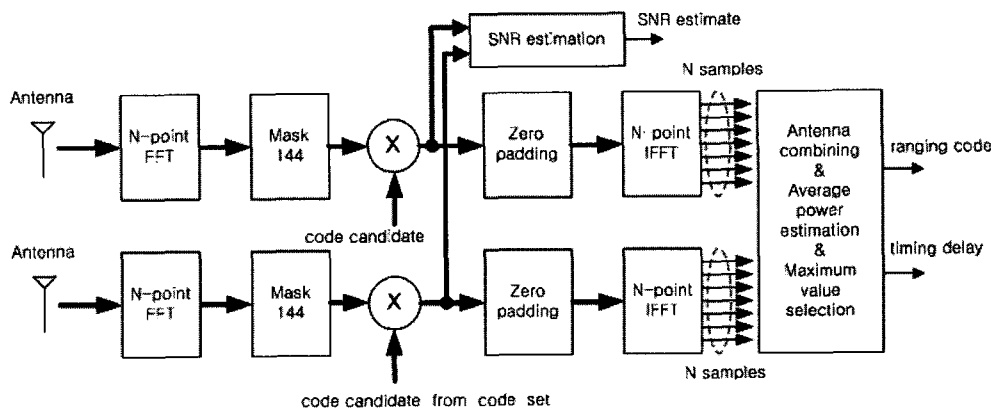 SNR estimate
SNR estimation
N samples
Antenna
N-point
FFT
Mask
144
X
Zero
padding
N- point
IFFT
Antenna
combining
&
Average
power
estimation
&
Maximum
value
selection
ranging code
timing delay
code candidate
Antenna
N-point
FFT
Mask
144
X
Zero
padding
N-point
IFFT
N samples
code candidate from code set